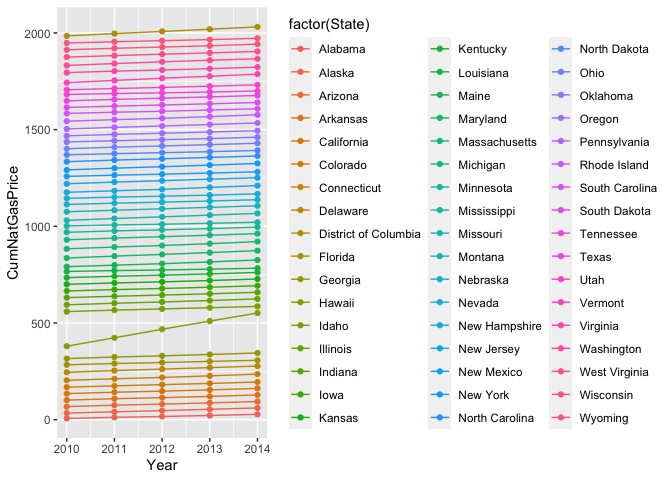 CumNatGasPrice
2000
1500
1000
500
0
2010 2011 2012 2013 2014
Year
factor(State)
Alabama
Alaska
Arizona
Arkansas
California
Colorado
Connecticut
Delaware
District of Columbia
Florida
Georgia
Hawaii
Idaho
Illinois
Indiana
Iowa
Kansas
Kentucky
Louisiana
Maine
Maryland
Massachusetts
Michigan
Minnesota
Mississippi
Missouri
Montana
Nebraska
Nevada
New Hampshire
New Jersey
New Mexico
New York
North Carolina
North Dakota
Ohio
Oklahoma
Oregon
Pennsylvania
Rhode Island
South Carolina
South Dakota
Tennessee
Texas
Utah
Vermont
Virginia
Washington
West Virginia
Wisconsin
Wyoming